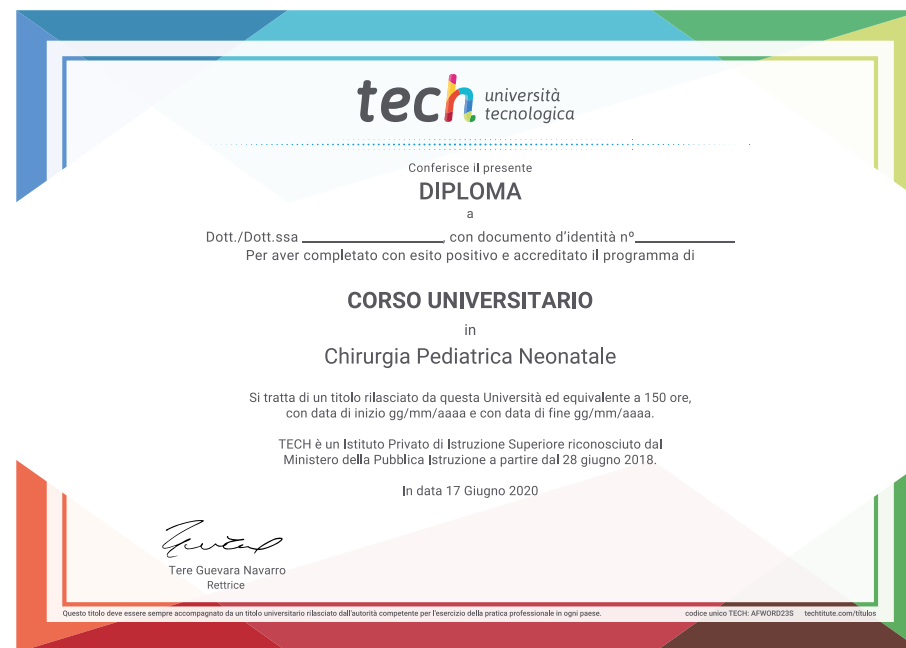 tech università
tecnologica
Conferisce il presente
DIPLOMA
a
Dott./Dott.ssa ____________________, con documento d'identità nº______________
Per aver completato con esito positivo e accreditato il programma di
CORSO UNIVERSITARIO
in
Chirurgia Pediatrica Neonatale
Si tratta di un titolo rilasciato da questa Università ed equivalente a 150 ore,
con data di inizio gg/mm/aaaa e con data di fine gg/mm/aaaa.
TECH è un Istituto Privato di Istruzione Superiore riconosciuto dal
Ministero della Pubblica Istruzione a partire dal 28 giugno 2018.
In data 17 Giugno 2020
Tere Guevara Navarro
Rettrice
Questo titolo deve essere sempre accompagnato da un titolo universitario rilasciato dall'autorità competente per l'esercizio della pratica professionale in ogni paese. codice unico TECH: AFWORD23S techtitute.com/títulos